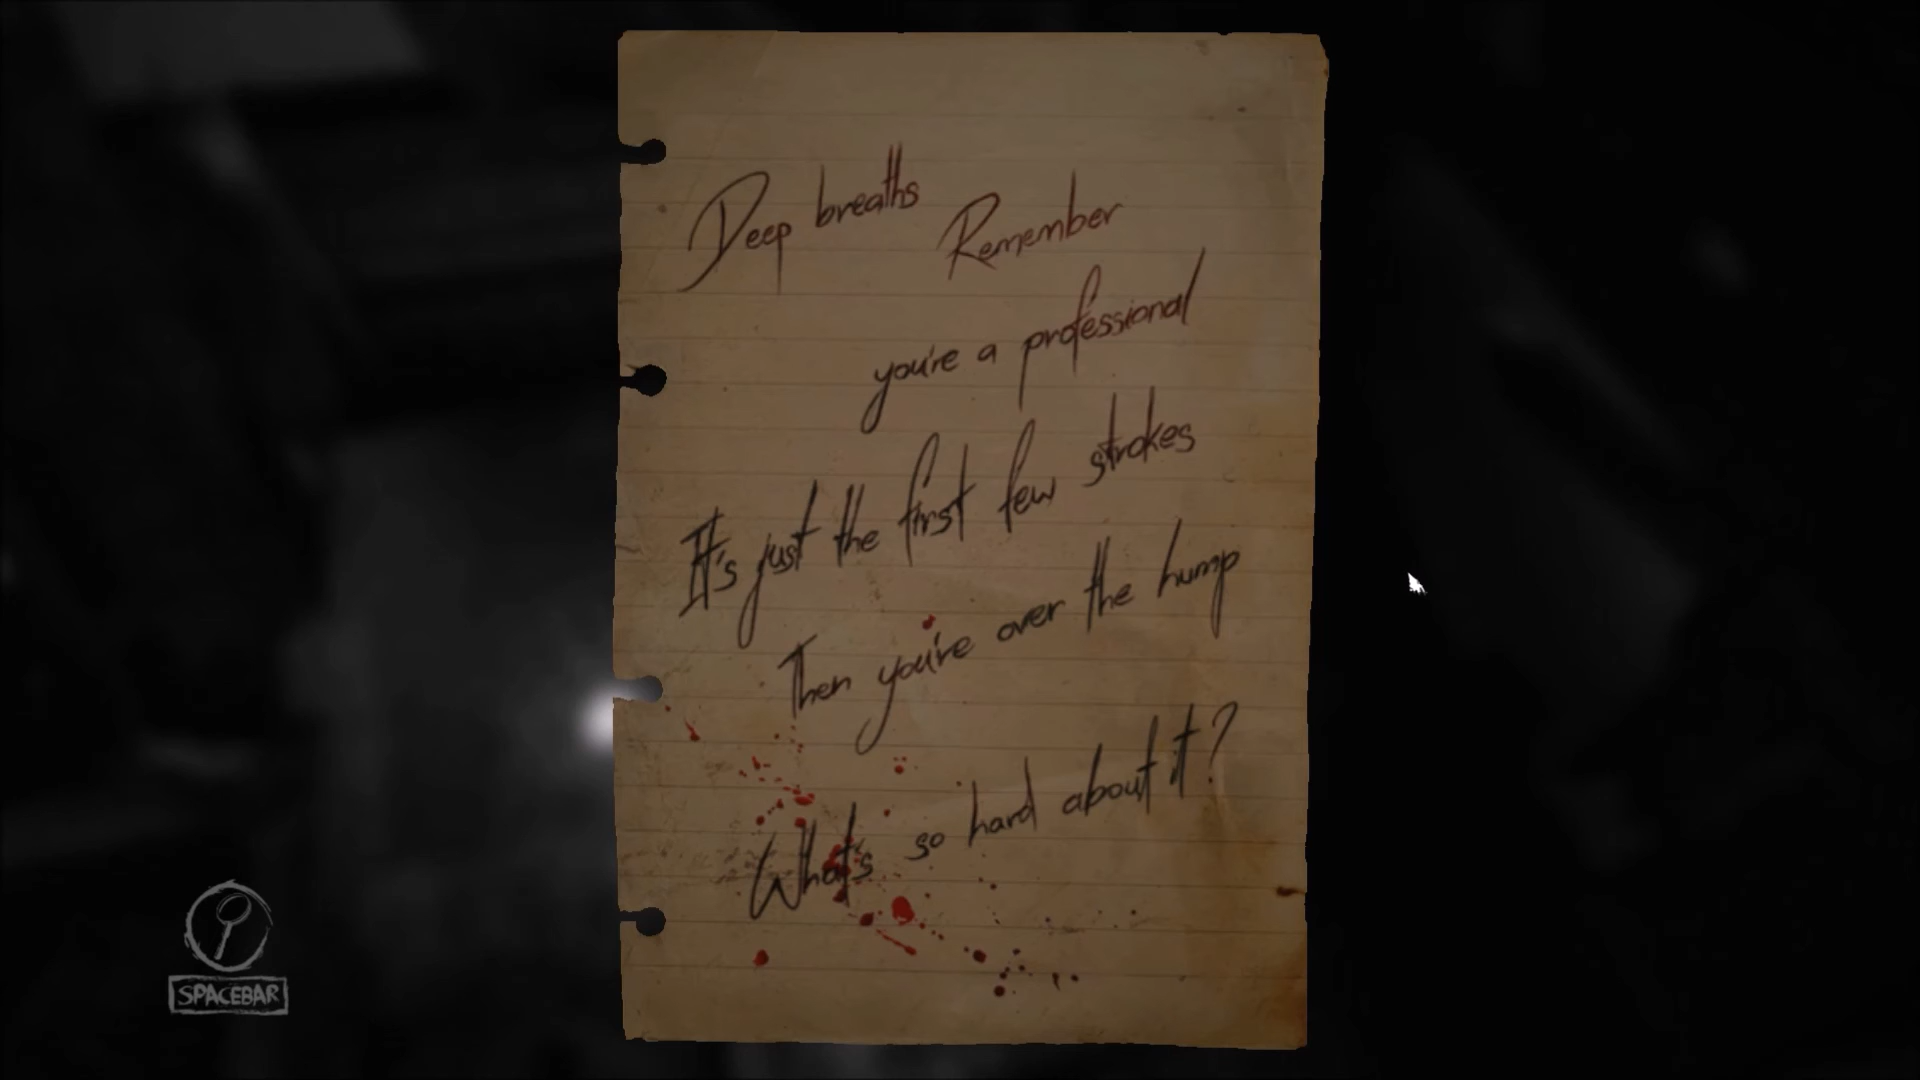 Deep breaths Remember
you're a professional
It's just the first few strokes
Then you're over the hump
What's so hard about it?
SPACEBAR